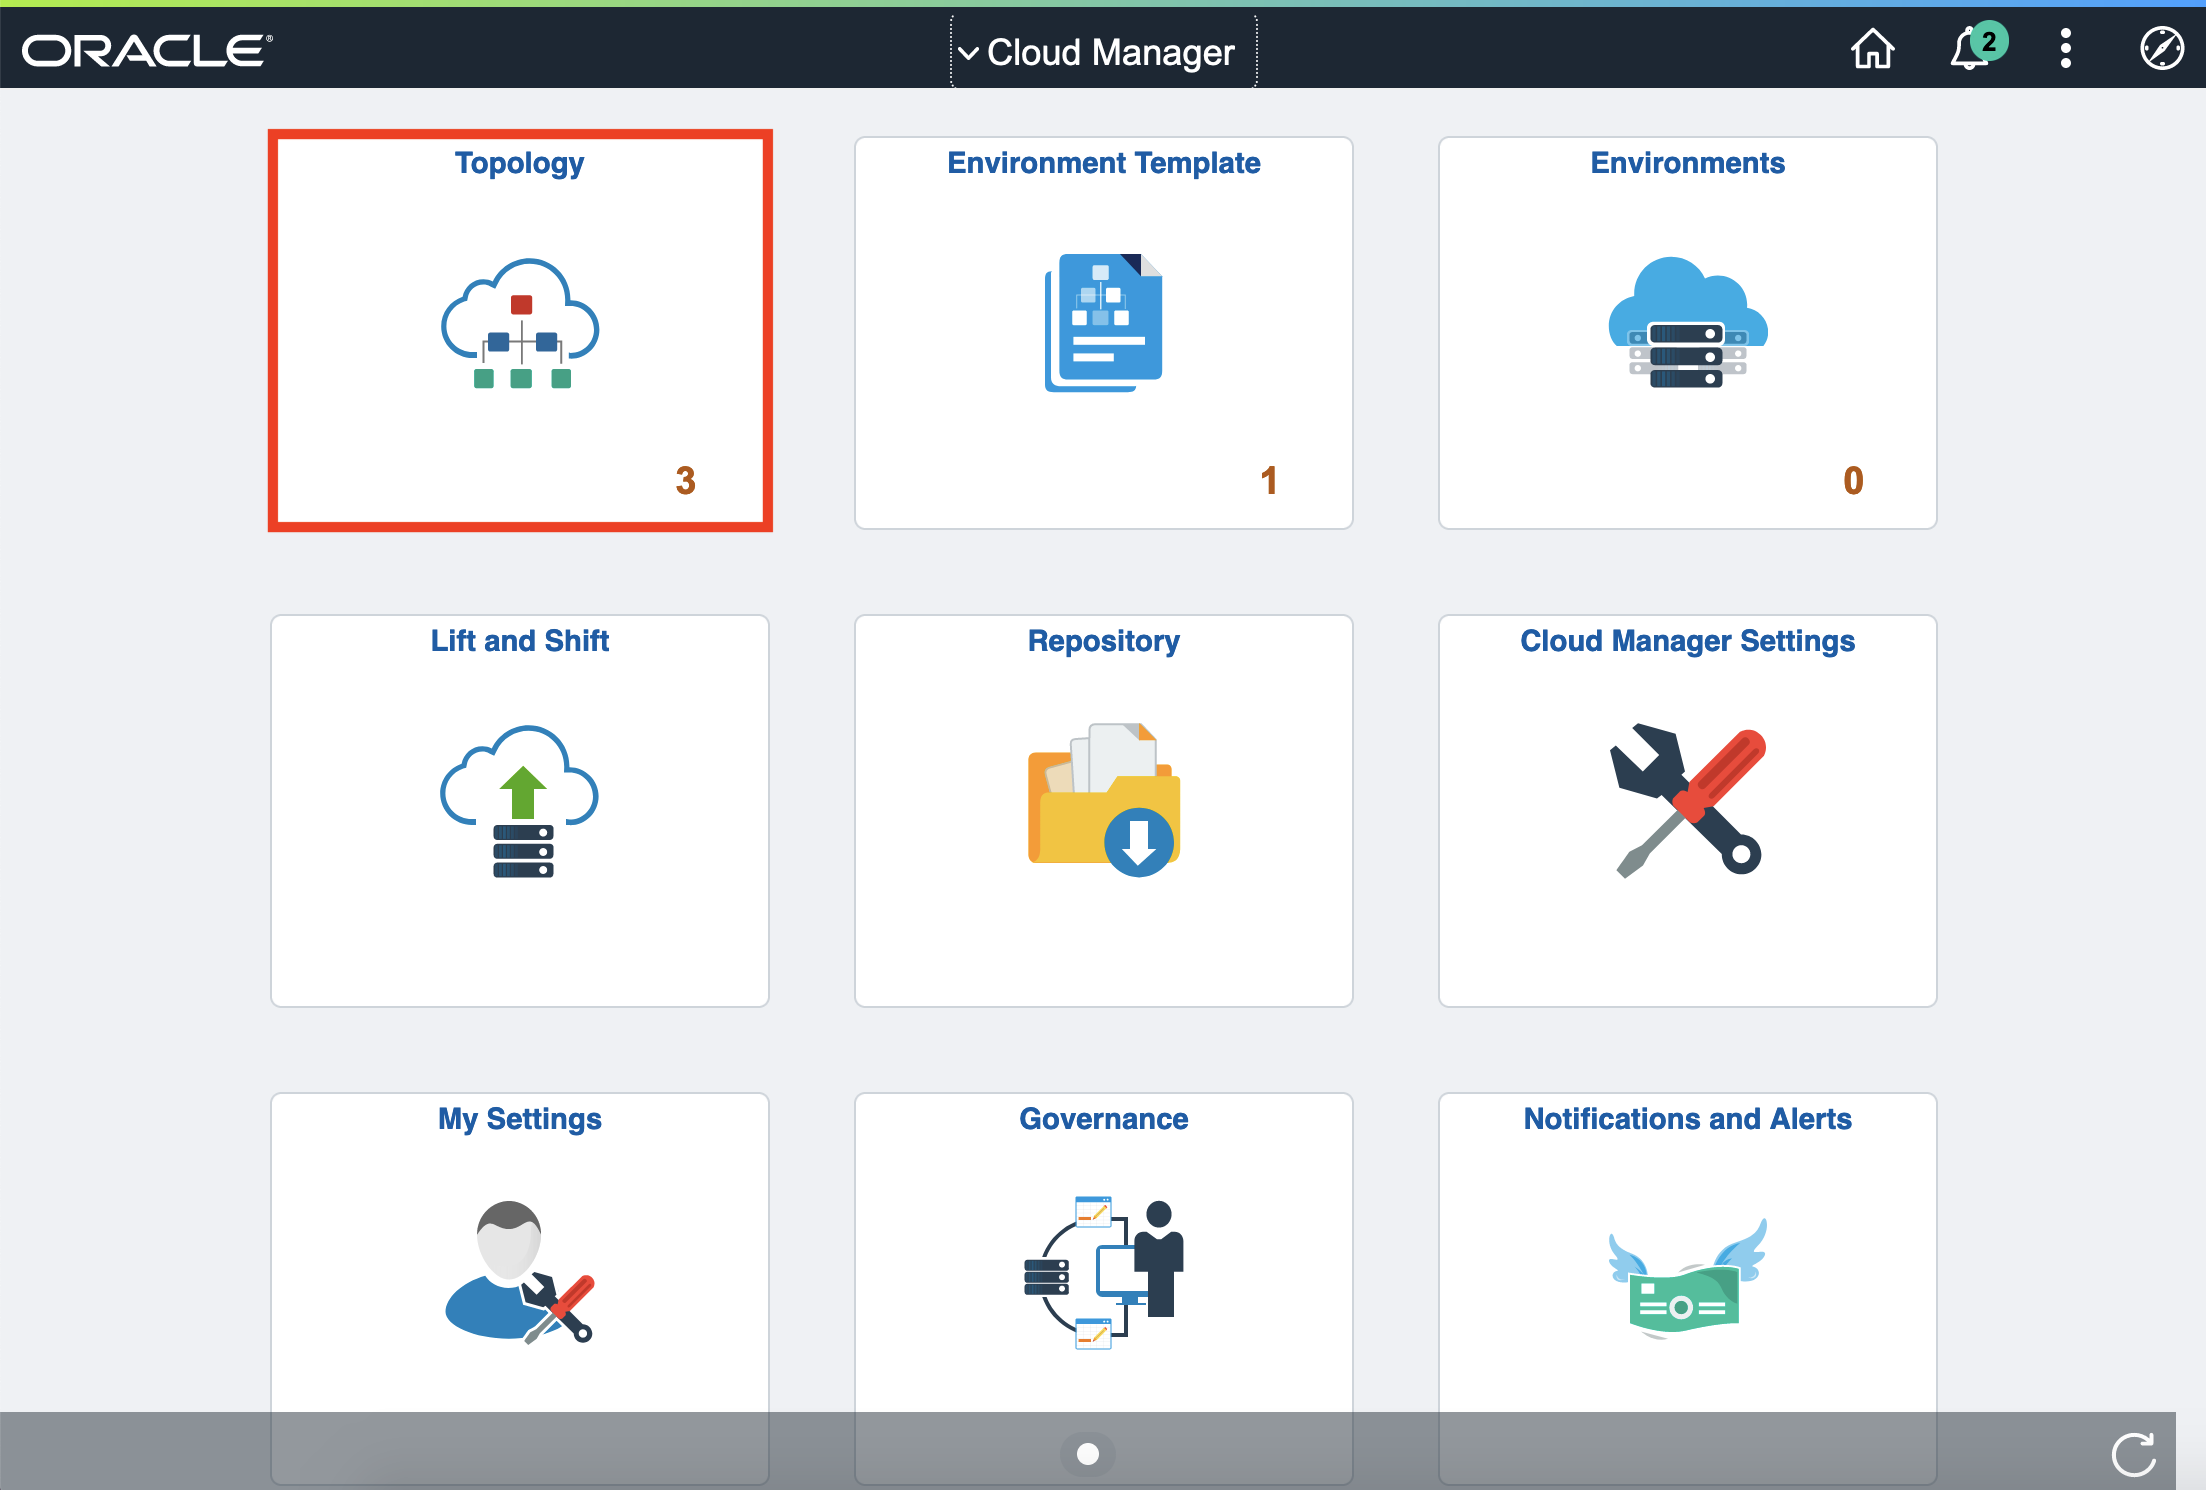 ORACLE®
Cloud Manager
2
Topology
3
Environment Template
1
Environments
0
Lift and Shift
Repository
Cloud Manager Settings
My Settings
Governance
Notifications and Alerts